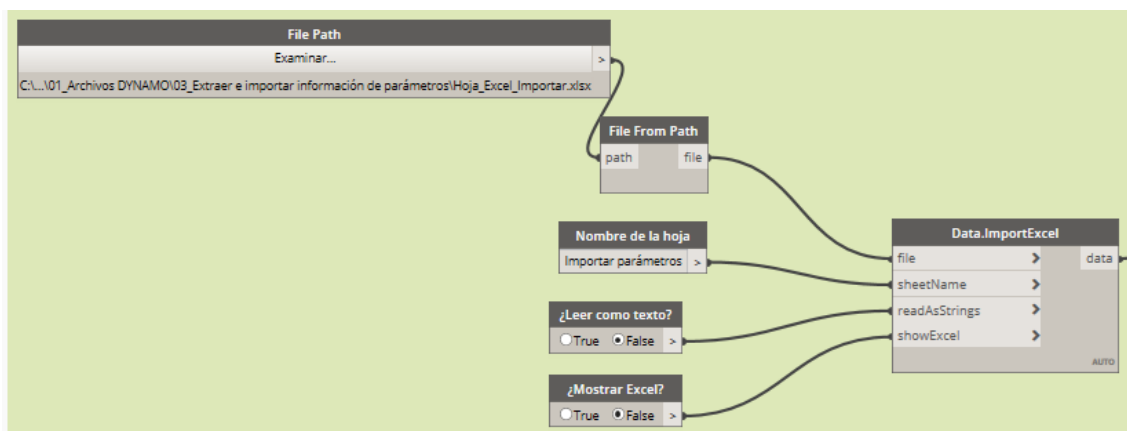 File Path
Examinar...
>
C:\...\01_Archivos DYNAMO\03_Extraer e importar información de parámetros\Hoja_Excel_Importar.xlsx
File From Path
path file
Nombre de la hoja
Importar parámetros >
¿Leer como texto?
True False >
¿Mostrar Excel?
True False >
Data.ImportExcel
file > data
sheetName >
readAsStrings >
showExcel >
AUTO